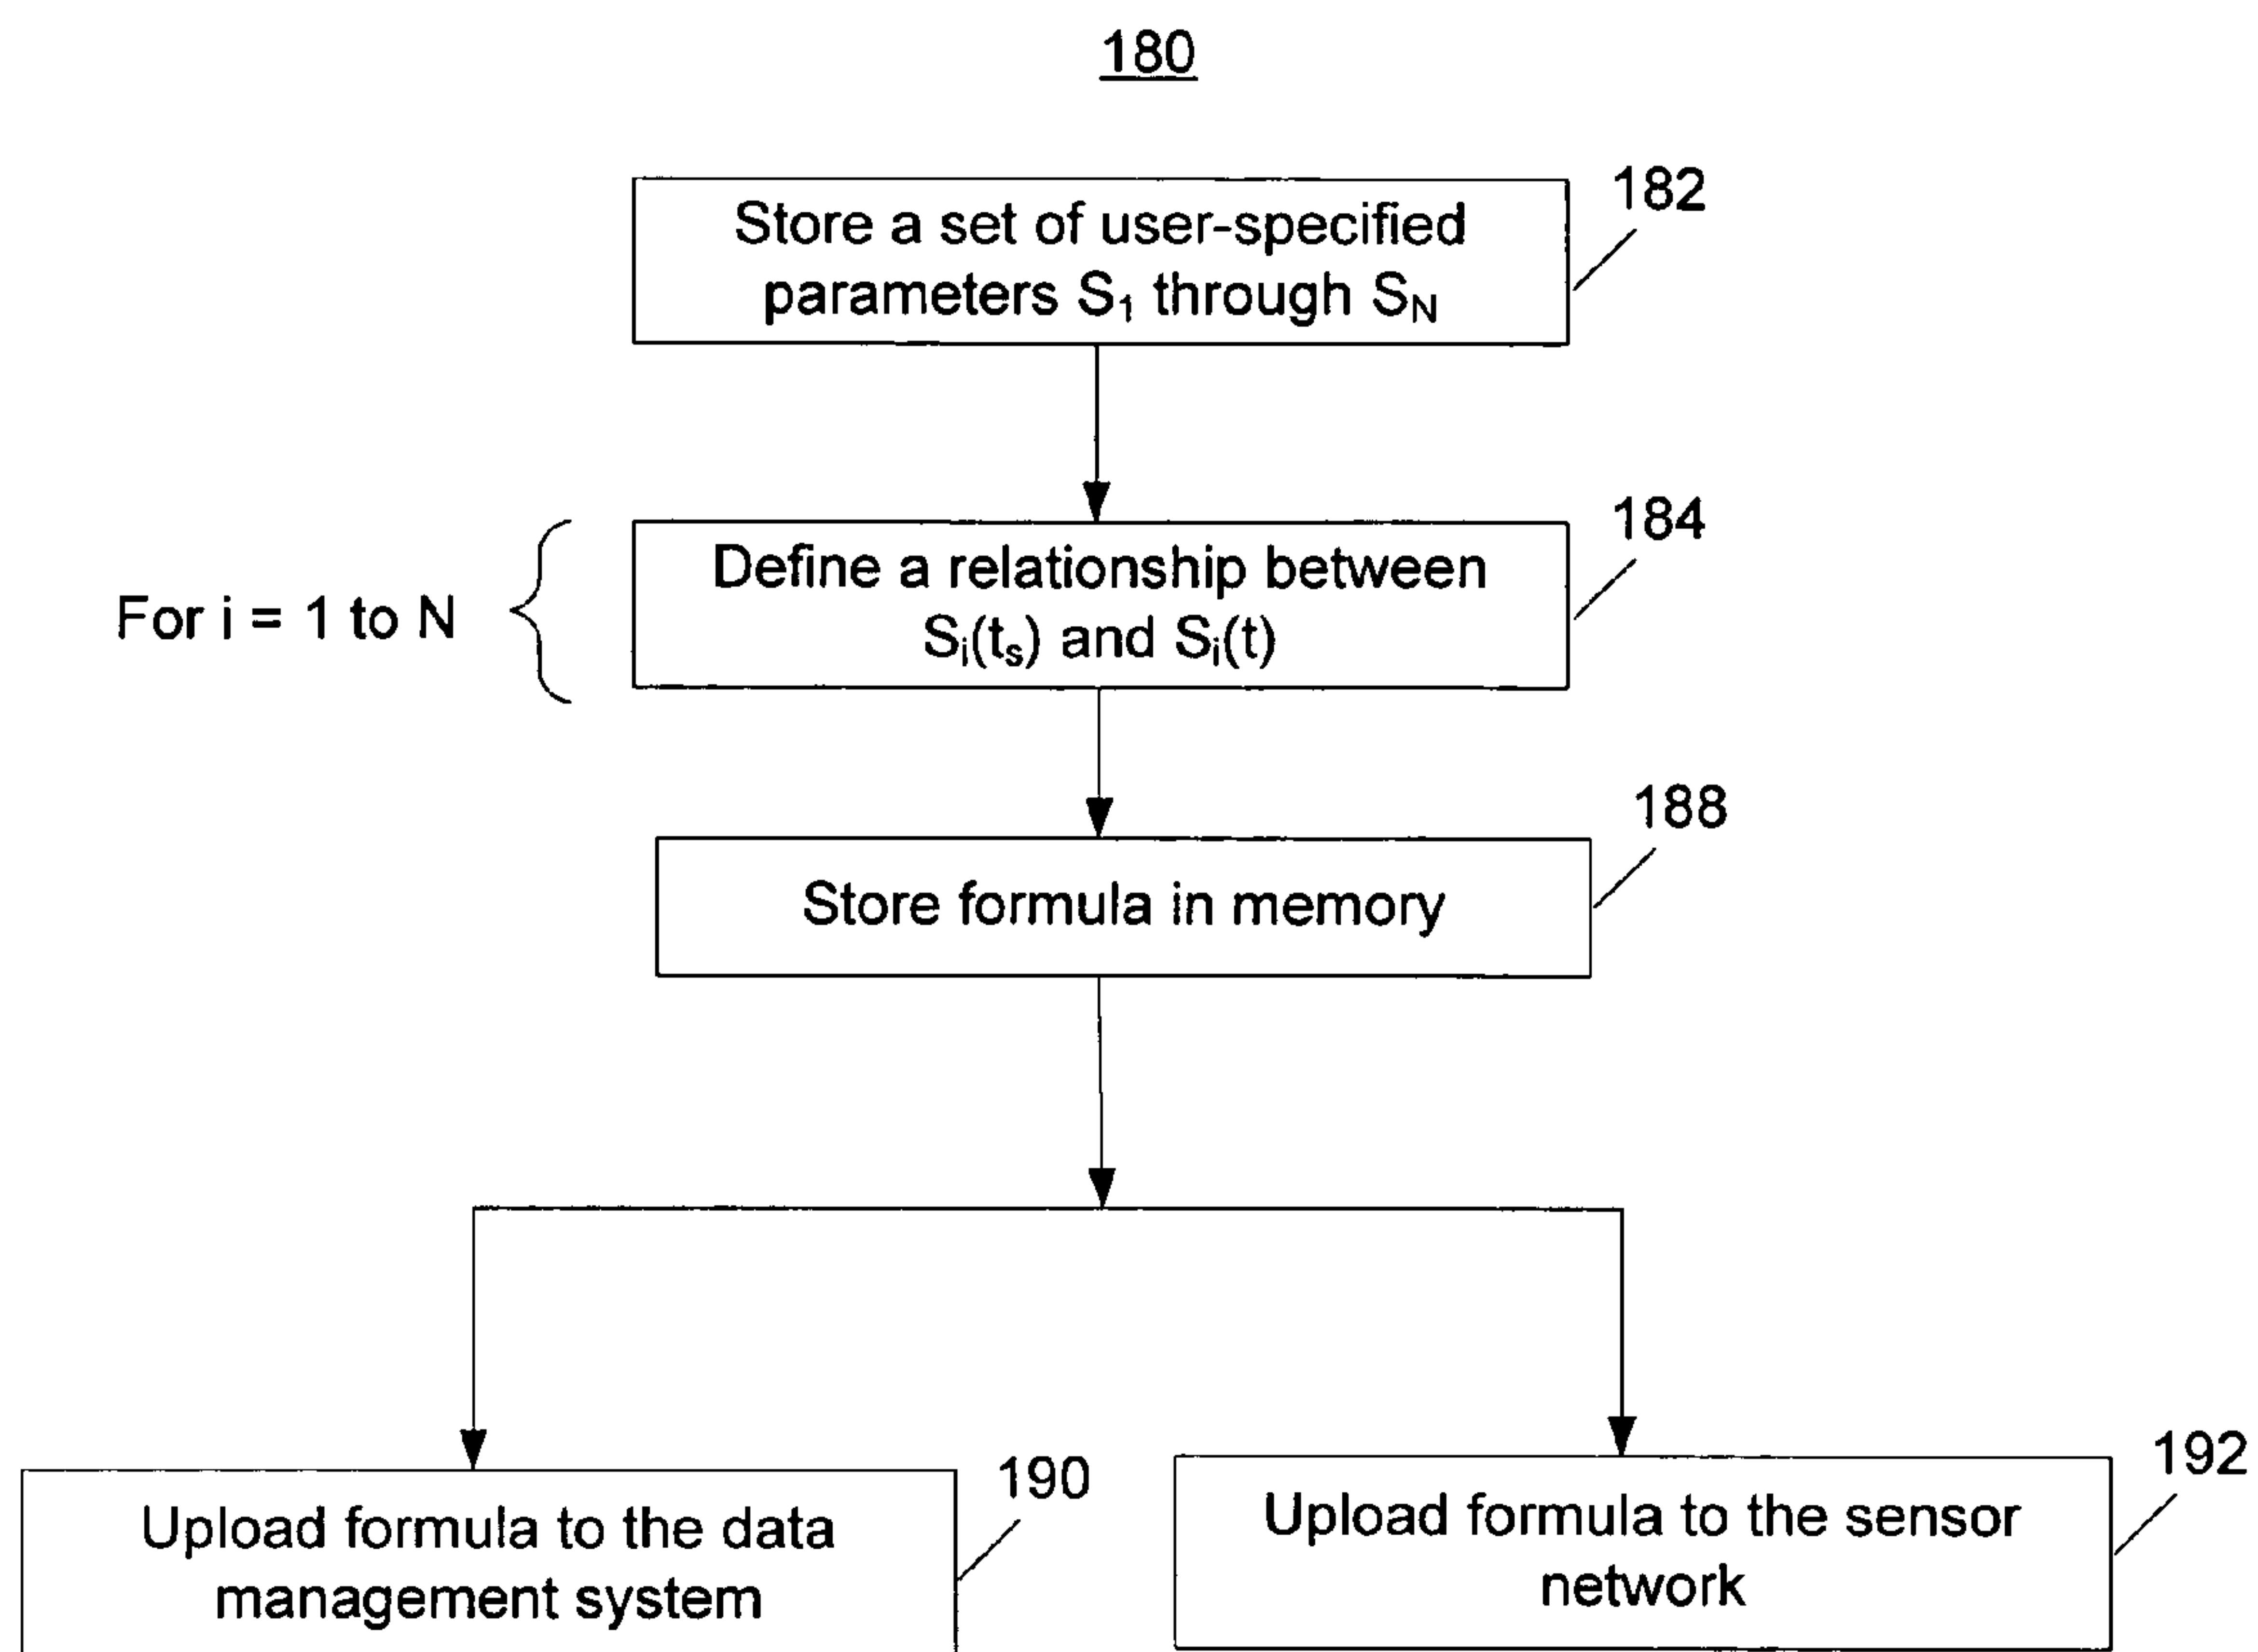 180
Store a set of user-specified
parameters S₁ through S_N
182
For i = 1 to N
Define a relationship between
Sᵢ(tₛ) and Sᵢ(t)
184
Store formula in memory
188
Upload formula to the data
management system
190
Upload formula to the sensor
network
192